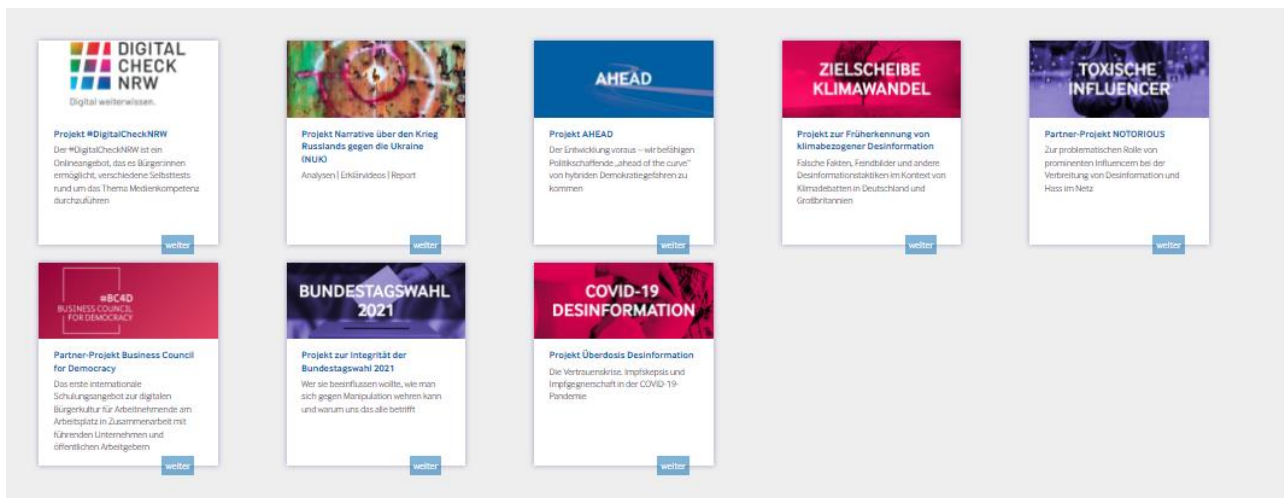 DIGITAL
CHECK
NRW
Digital weiterwissen.
Projekt #DigitalCheckNRW
Der #DigitalCheckNRW ist ein
Onlineangebot, das es Bürger:innen
ermöglicht, verschiedene Selbsttests
rund um das Thema Medienkompetenz
durchzuführen
weiter
Projekt Narrative über den Krieg
Russlands gegen die Ukraine
(NUK)
Analysen | Erklärvideos | Report
weiter
AHEAD
Projekt AHEAD
Der Entwicklung voraus – wir befähigen
Politikschaffende „ahead of the curve"
von hybriden Demokratiegefahren zu
kommen
weiter
ZIELSCHEIBE
KLIMAWANDEL
Projekt zur Früherkennung von
klimabezogener Desinformation
Falsche Fakten, Feindbilder und andere
Desinformationstaktiken im Kontext von
Klimadebatten in Deutschland und
Großbritannien
weiter
TOXISCHE
INFLUENCER
Partner-Projekt NOTORIOUS
Zur problematischen Rolle von
prominenten Influencern bei der
Verbreitung von Desinformation und
Hass im Netz
weiter
#BC4D
BUSINESS COUNCIL
FOR DEMOCRACY
Partner-Projekt Business Council
for Democracy
Das erste internationale
Schulungsangebot zur digitalen
Bürgerkultur für Arbeitnehmende am
Arbeitsplatz in Zusammenarbeit mit
führenden Unternehmen und
öffentlichen Arbeitgebern
weiter
BUNDESTAGSWAHL
2021
Projekt zur Integrität der
Bundestagswahl 2021
Wer sie beeinflussen wollte, wie man
sich gegen Manipulation wehren kann
und warum uns das alle betrifft
weiter
COVID-19
DESINFORMATION
Projekt Überdosis Desinformation
Die Vertrauenskrise. Impfskepsis und
Impfgegnerschaft in der COVID-19-
Pandemie
weiter